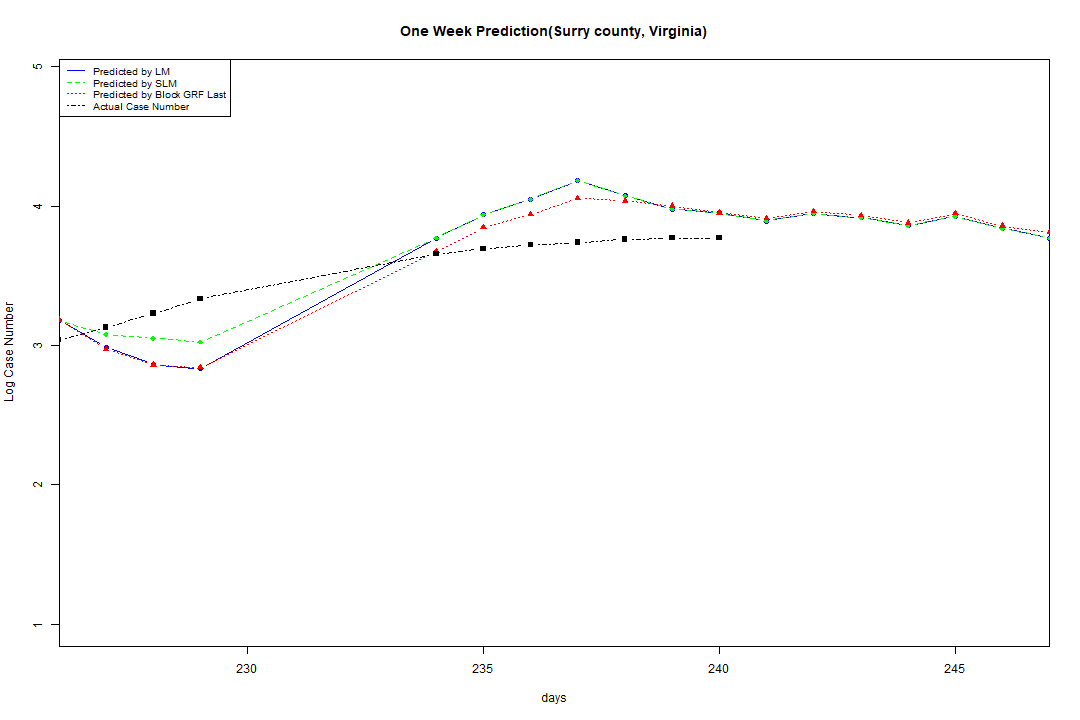 One Week Prediction(Surry county, Virginia)
Predicted by LM
Predicted by SLM
Predicted by Block GRF Last
Actual Case Number
5
4
3
2
1
Log Case Number
230 235 240 245
days